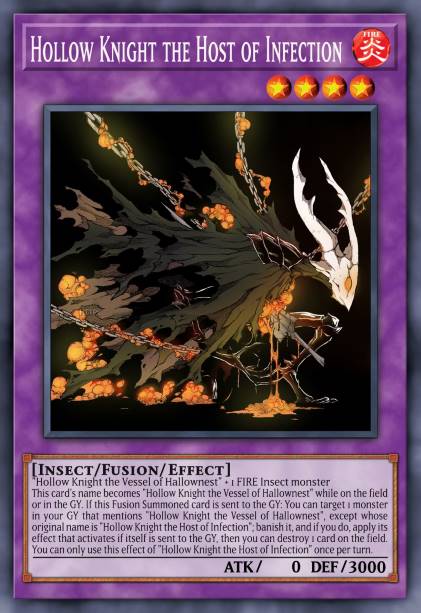 Hollow Knight the Host of Infection
FIRE
炎
[Insect/Fusion/Effect]
"Hollow Knight the Vessel of Hallownest" + 1 FIRE Insect monster
This card's name becomes "Hollow Knight the Vessel of Hallownest" while on the field
or in the GY. If this Fusion Summoned card is sent to the GY: You can target 1 monster
in your GY that mentions "Hollow Knight the Vessel of Hallownest", except whose
original name is "Hollow Knight the Host of Infection"; banish it, and if you do, apply its
effect that activates if itself is sent to the GY, then you can destroy 1 card on the field.
You can only use this effect of "Hollow Knight the Host of Infection" once per turn.
ATK/ 0 DEF/3000